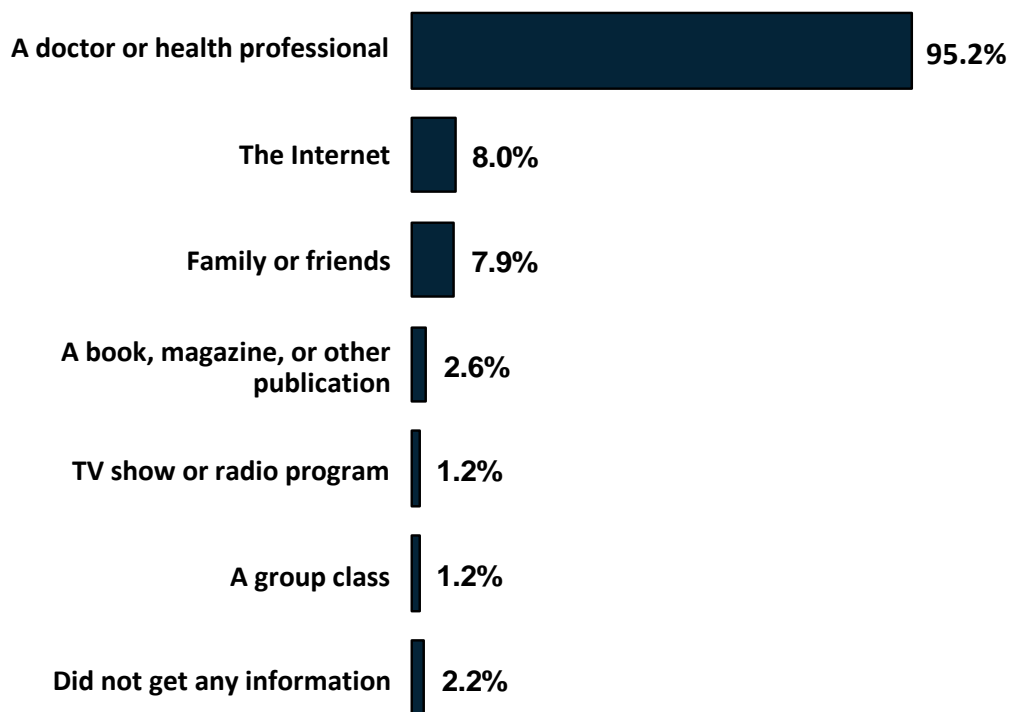 A doctor or health professional
95.2%
The Internet
8.0%
Family or friends
7.9%
A book, magazine, or other
publication
2.6%
TV show or radio program
1.2%
A group class
1.2%
Did not get any information
2.2%